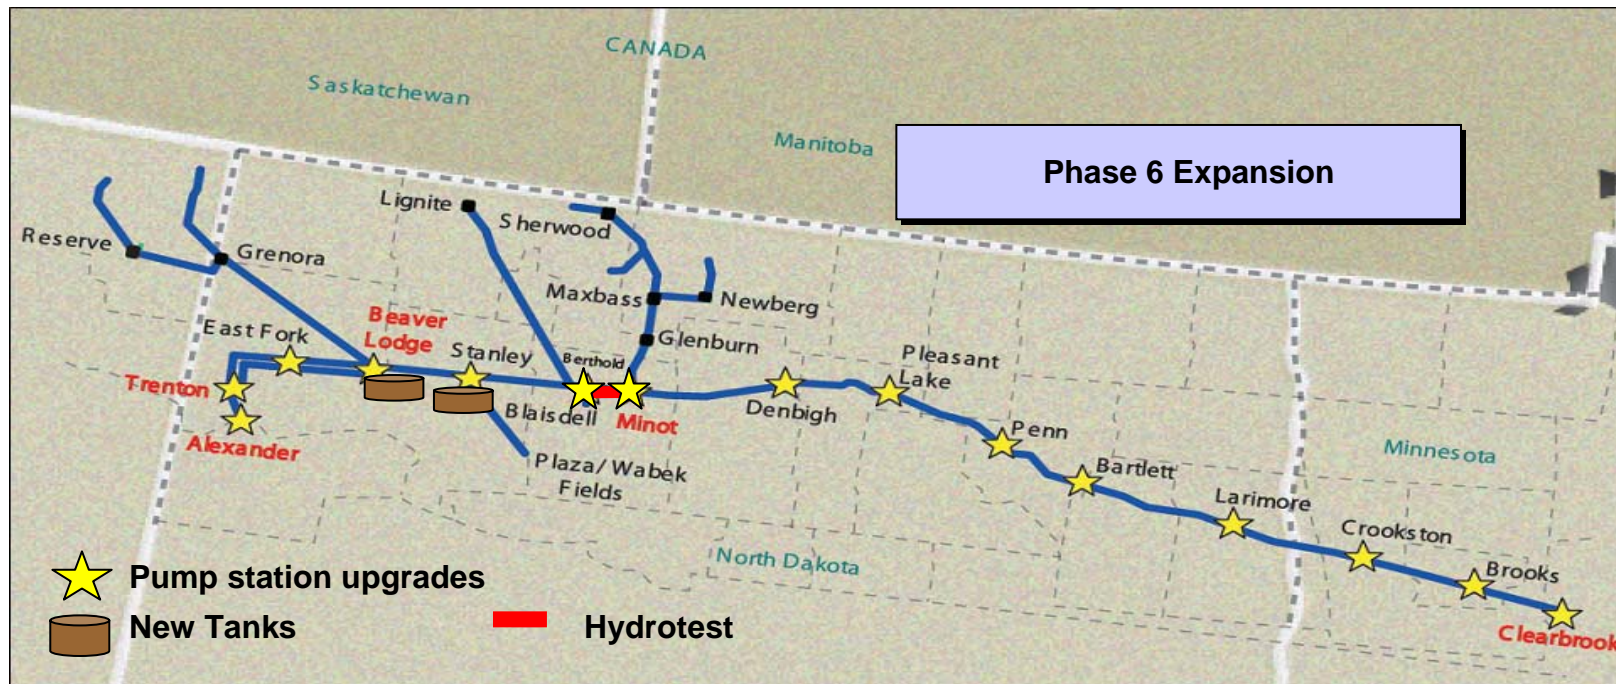 CANADA
Saskatchewan
Manitoba
Phase 6 Expansion
Lignite
Sherwood
Reserve
Grenora
Maxbass
Newberg
East Fork
Beaver
Lodge
Stanley
Berthold
Glenburn
Pleasant
Lake
Trenton
Blaisdell
Minot
Denbigh
Alexander
Penn
Plaza/Wabek
Fields
Bartlett
Minnesota
Larimore
Crookston
North Dakota
Brooks
Clearbrook
Pump station upgrades
New Tanks
Hydrotest